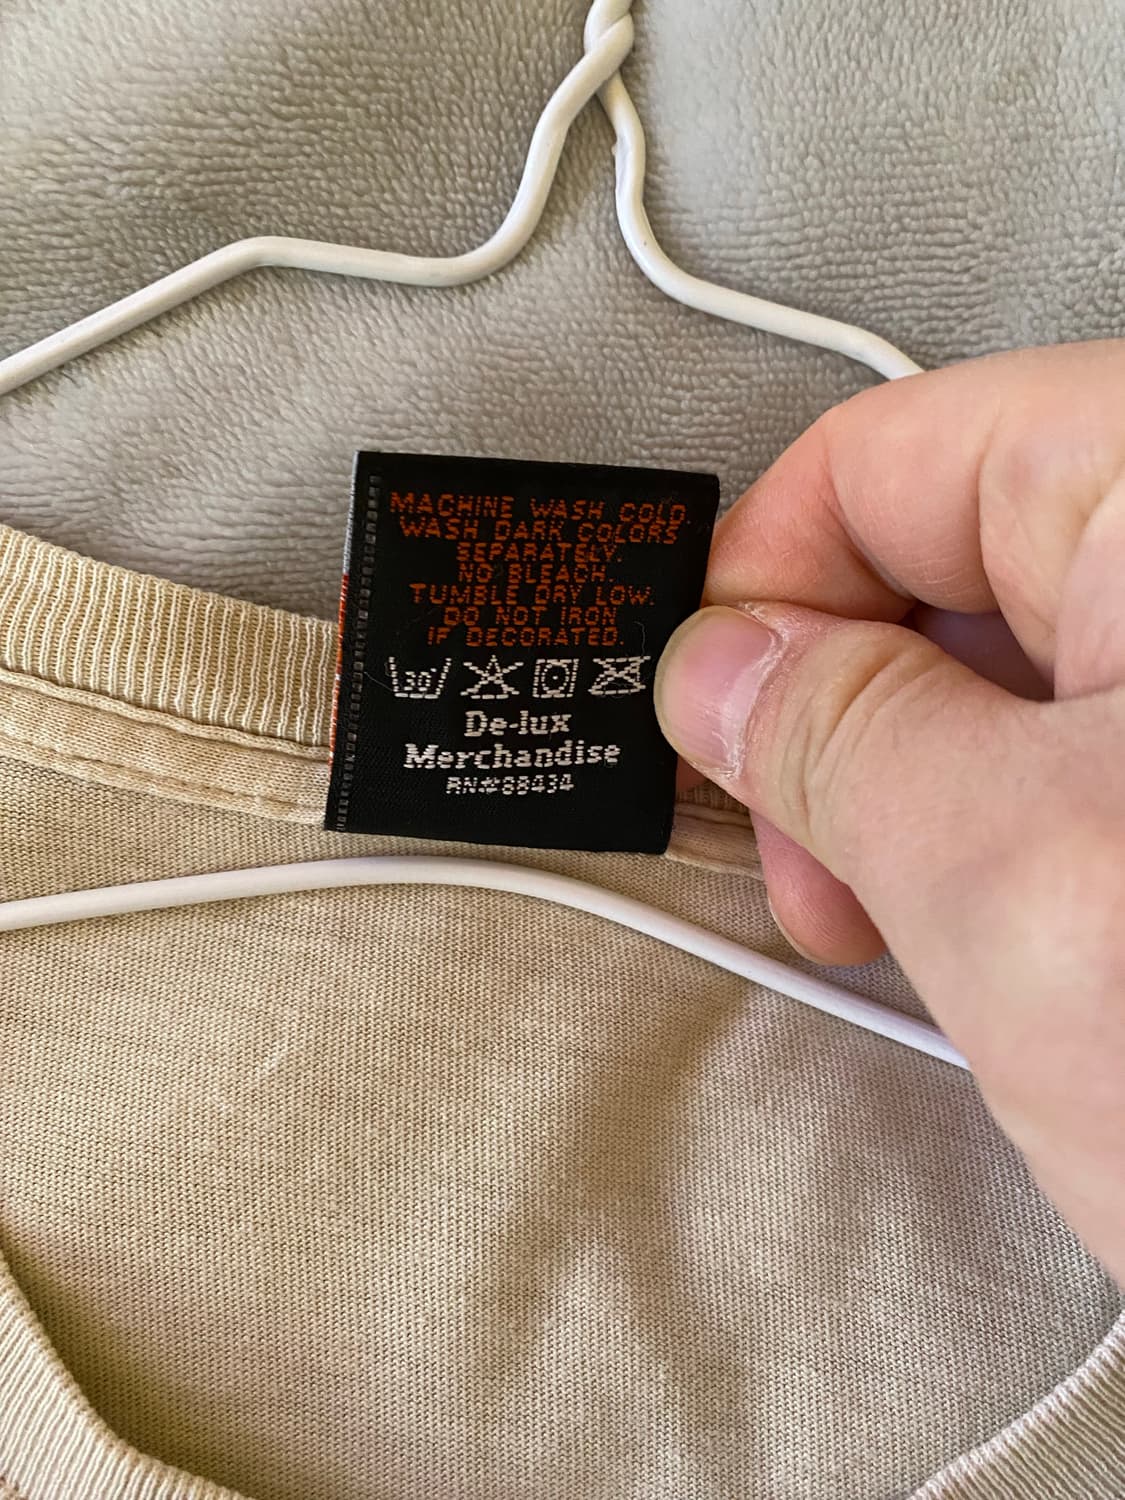 MACHINE WASH COLD.
WASH DARK COLORS
SEPARATELY.
NO BLEACH.
TUMBLE DRY LOW.
DO NOT IRON
IF DECORATED.
30
De-lux
Merchandise
RN#88434